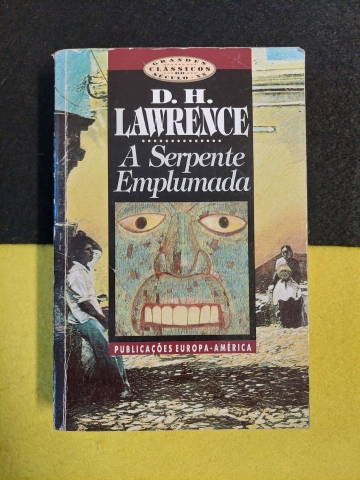 GRANDES
CLÁSSICOS
DO
SÉCULO XX
D. H.
LAWRENCE
A Serpente
Emplumada
PUBLICAÇÕES EUROPA-AMÉRICA